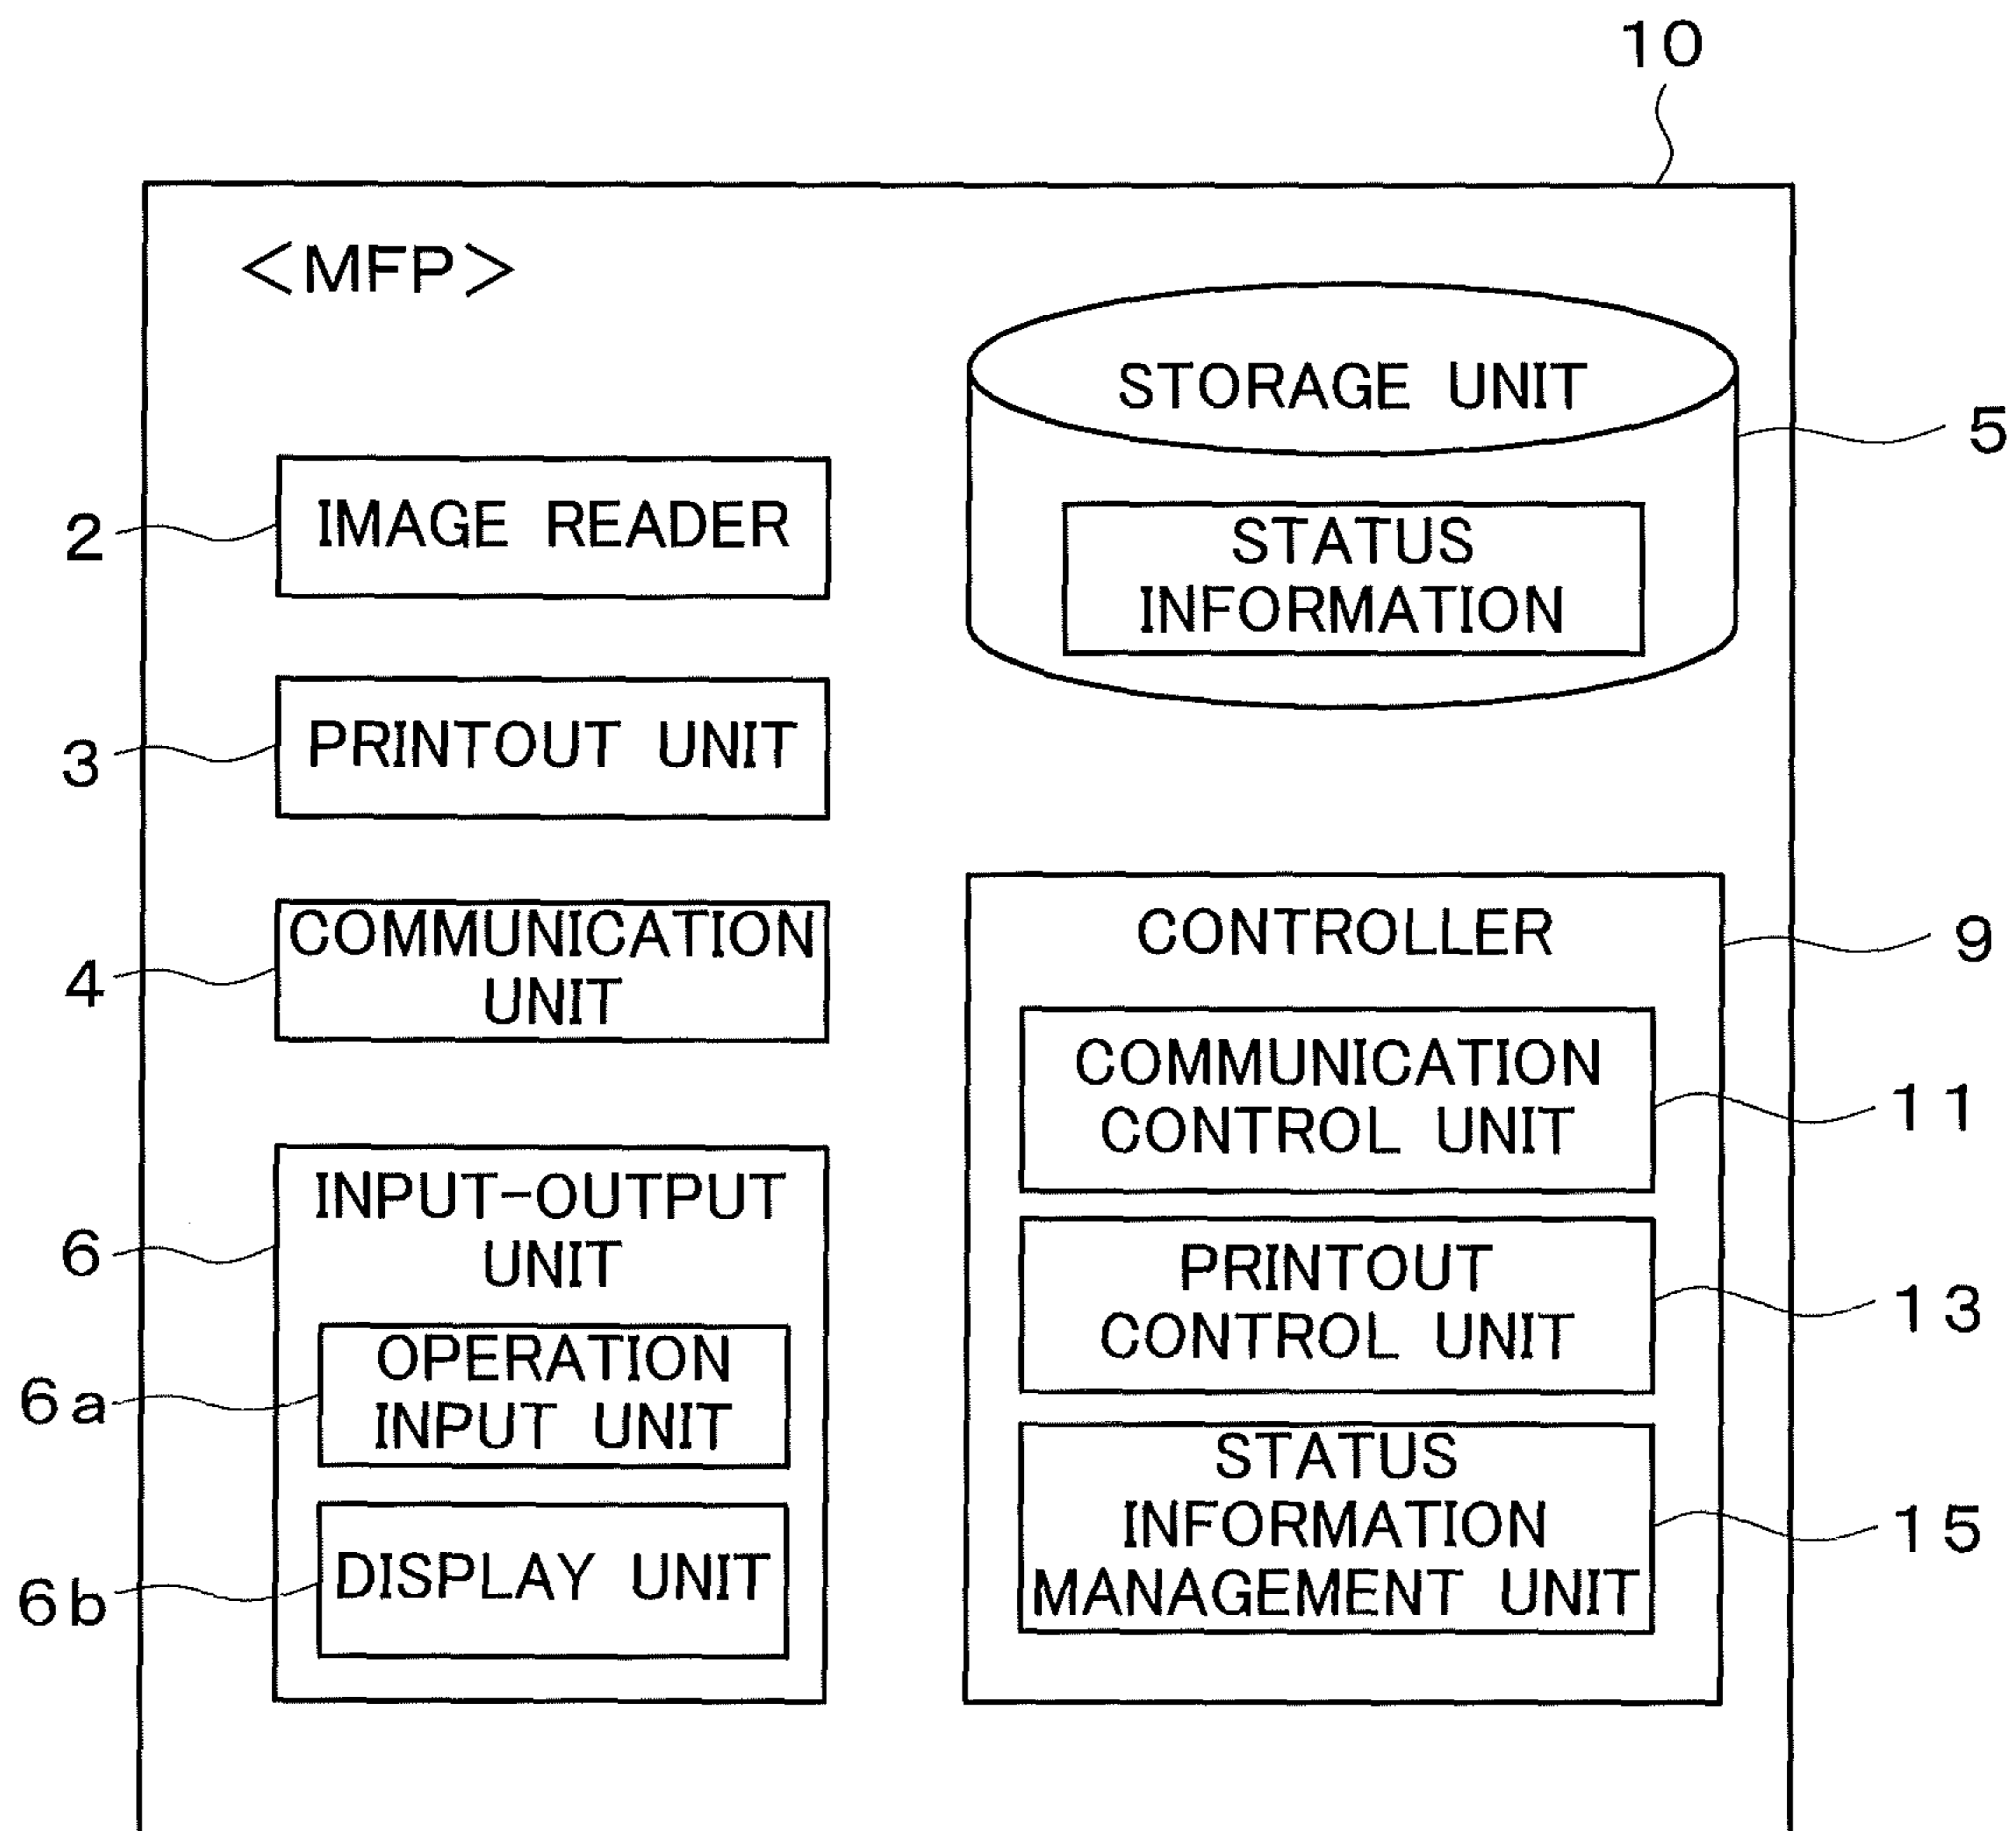 10
<MFP>
STORAGE UNIT
5
STATUS
INFORMATION
2
IMAGE READER
3
PRINTOUT UNIT
4
COMMUNICATION
UNIT
6
INPUT-OUTPUT
UNIT
6a
OPERATION
INPUT UNIT
6b
DISPLAY UNIT
CONTROLLER
9
COMMUNICATION
CONTROL UNIT
11
PRINTOUT
CONTROL UNIT
13
STATUS
INFORMATION
MANAGEMENT UNIT
15